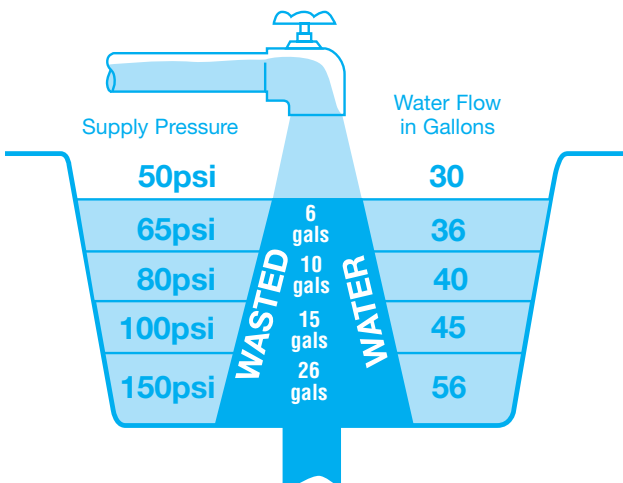 Supply Pressure
Water Flow
in Gallons
50psi
30
65psi
6
gals
36
80psi
10
gals
40
100psi
15
gals
45
150psi
26
gals
56
WASTED
WATER